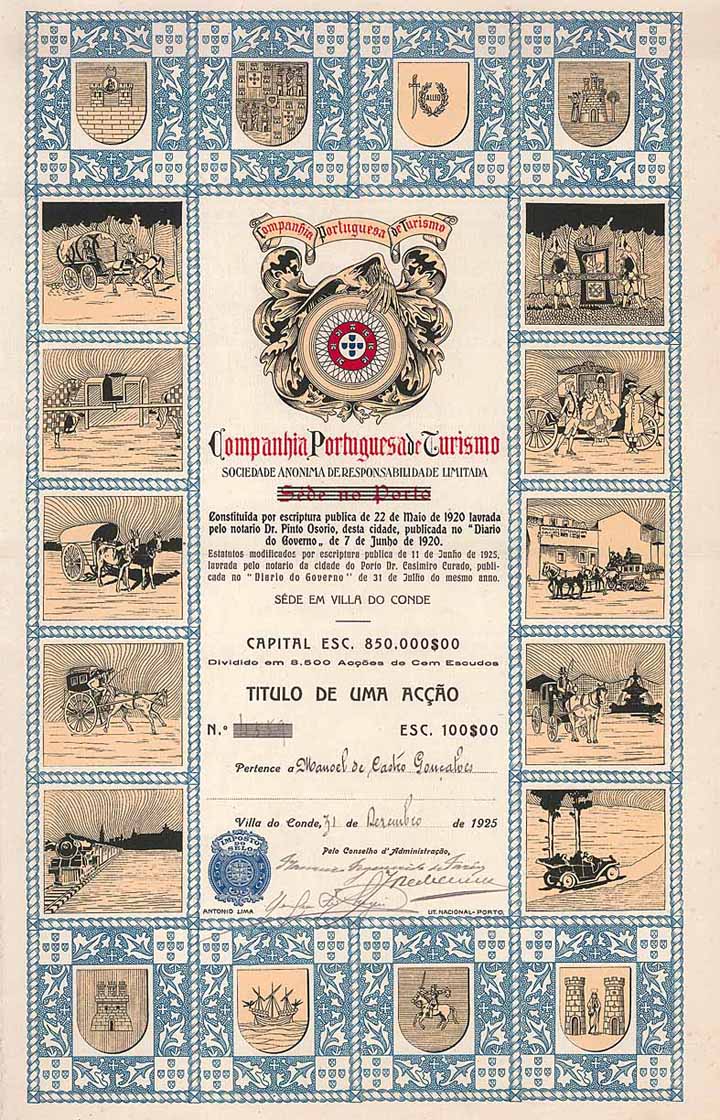 ALLEO
Companhia Portuguesa de Turismo
Companhia Portuguesa de Turismo
SOCIEDADE ANONIMA DE RESPONSABILIDADE LIMITADA
Séde no Porto
Constituida por escriptura publica de 22 de Maio de 1920 lavrada
pelo notario Dr. Pinto Osorio, desta cidade, publicada no "Diario
do Governo„ de 7 de Junho de 1920.
Estatutos modificados por escriptura publica de 11 de Junho de 1925,
lavrada pelo notario da cidade do Porto Dr. Casimiro Curado, publi-
cada no "Diario do Governo" de 31 de Julho do mesmo anno.
SÉDE EM VILLA DO CONDE
CAPITAL ESC. 850.000$00
Dividido em 8.500 Acções de Cem Escudos
TITULO DE UMA ACÇÃO
N.º ESC. 100$00
Pertence a Manoel de Castro Gonçalves
Villa do Conde, 31 de Dezembro de 1925
Pelo Conselho d'Administração,
IMPOSTO
DO
SELO
ANTONIO LIMA LIT. NACIONAL-PORTO.